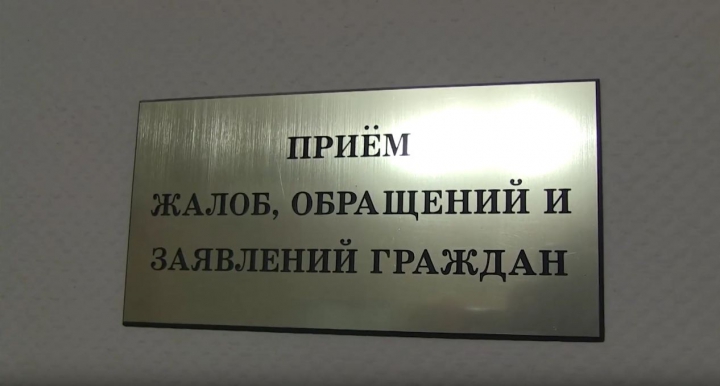 ПРИЁМ
ЖАЛОБ, ОБРАЩЕНИЙ И
ЗАЯВЛЕНИЙ ГРАЖДАН